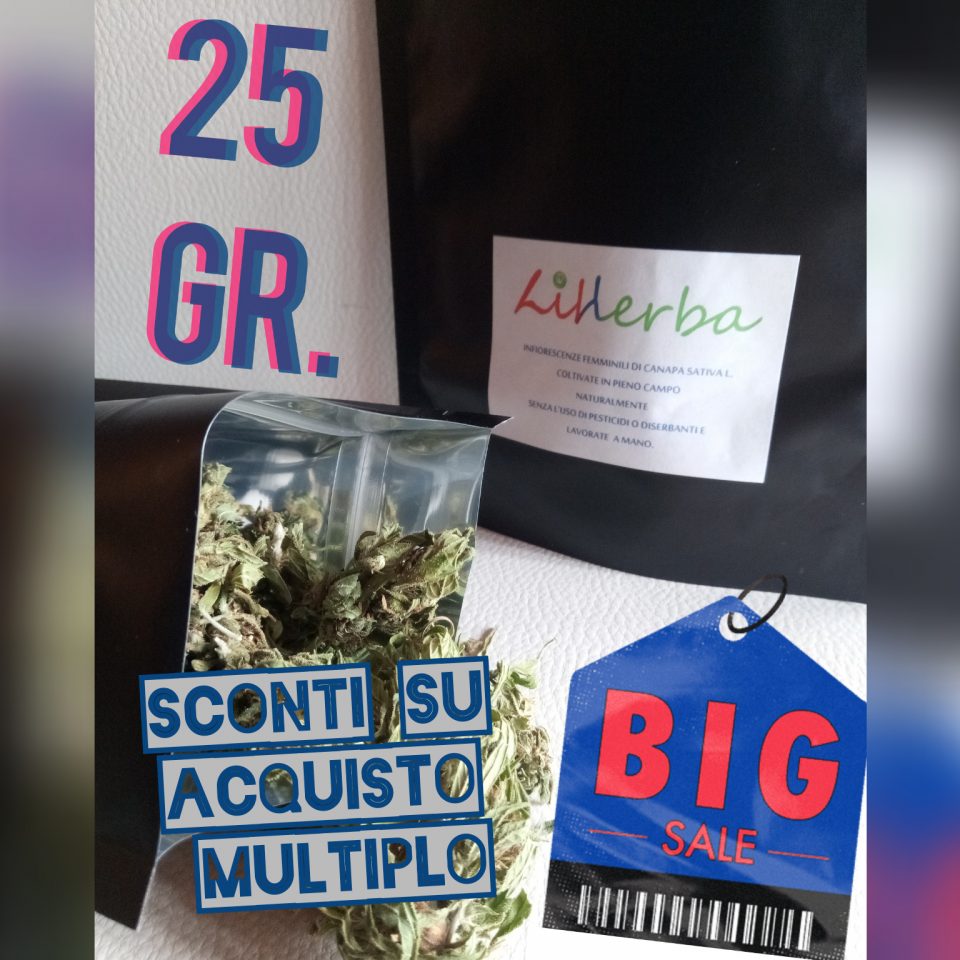 25
GR.
LiHerba
INFIORESCENZE FEMMINILI DI CANAPA SATIVA L.
COLTIVATE IN PIENO CAMPO
NATURALMENTE
SENZA L'USO DI PESTICIDI O DISERBANTI E
LAVORATE A MANO.
SCONTI SU
ACQUISTO
MULTIPLO
BIG
SALE